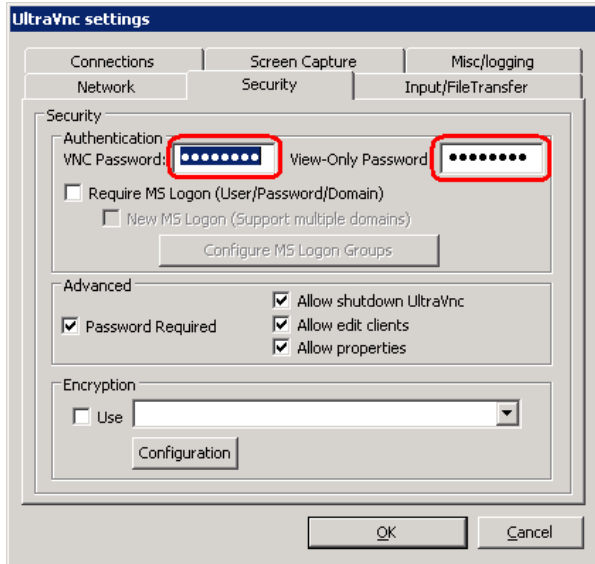 UltraVnc settings
Connections Screen Capture Misc/logging
Network Security Input/FileTransfer
Security
Authentication
VNC Password: ●●●●●●●● View-Only Password ●●●●●●●●
Require MS Logon (User/Password/Domain)
New MS Logon (Support multiple domains)
Configure MS Logon Groups
Advanced
Allow shutdown UltraVnc
Password Required Allow edit clients
Allow properties
Encryption
Use
Configuration
OK Cancel